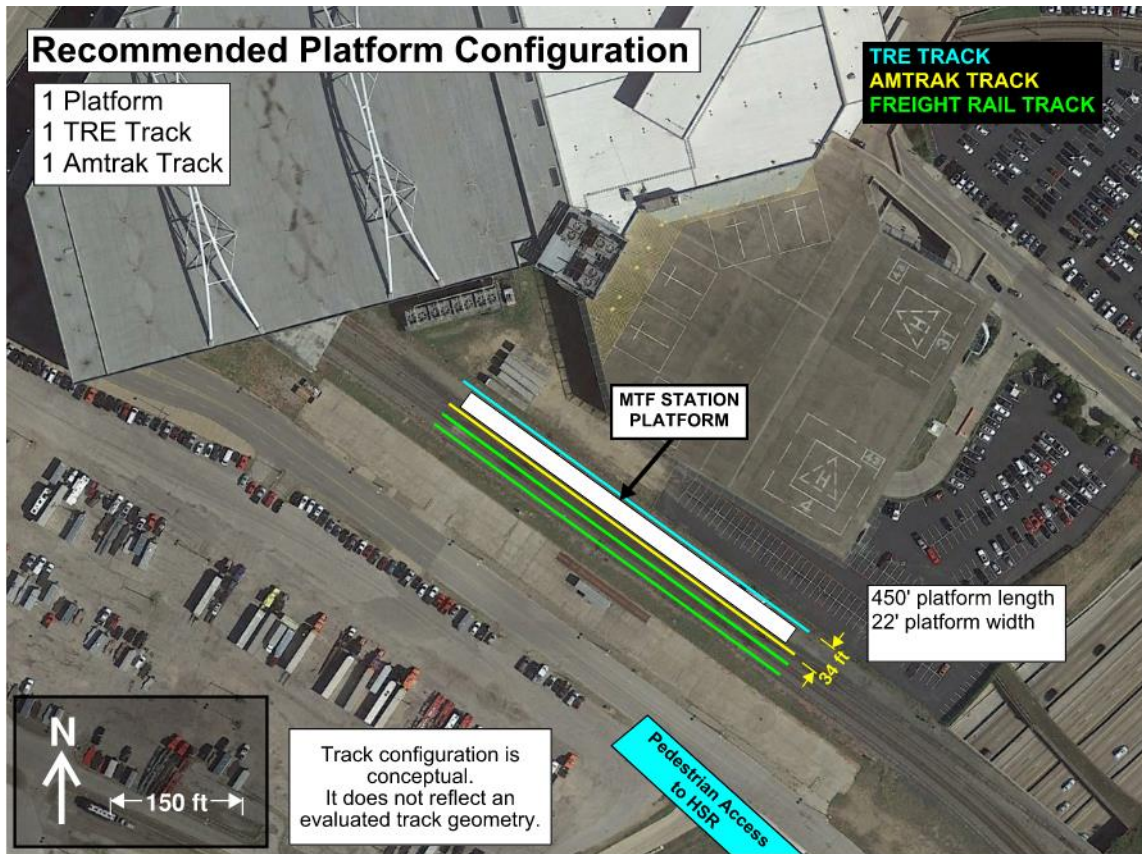 Recommended Platform Configuration
1 Platform
1 TRE Track
1 Amtrak Track
TRE TRACK
AMTRAK TRACK
FREIGHT RAIL TRACK
MTF STATION
PLATFORM
450' platform length
22' platform width
34 ft
N
150 ft
Track configuration is
conceptual.
It does not reflect an
evaluated track geometry.
Pedestrian Access
to HSR
H
H
4